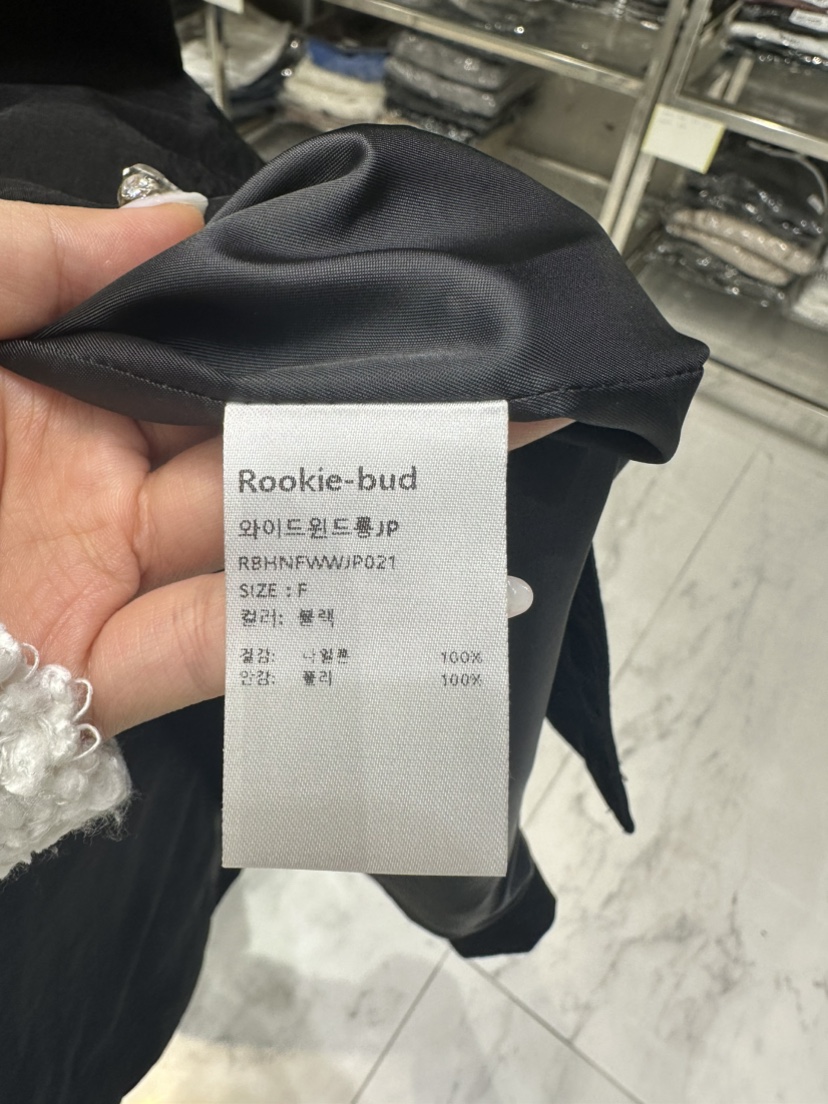 Rookie-bud
와이드윈드롱JP
RBHNFWWJP021
SIZE : F
컬러: 블랙
겉감: 나일론 100%
안감: 폴리 100%